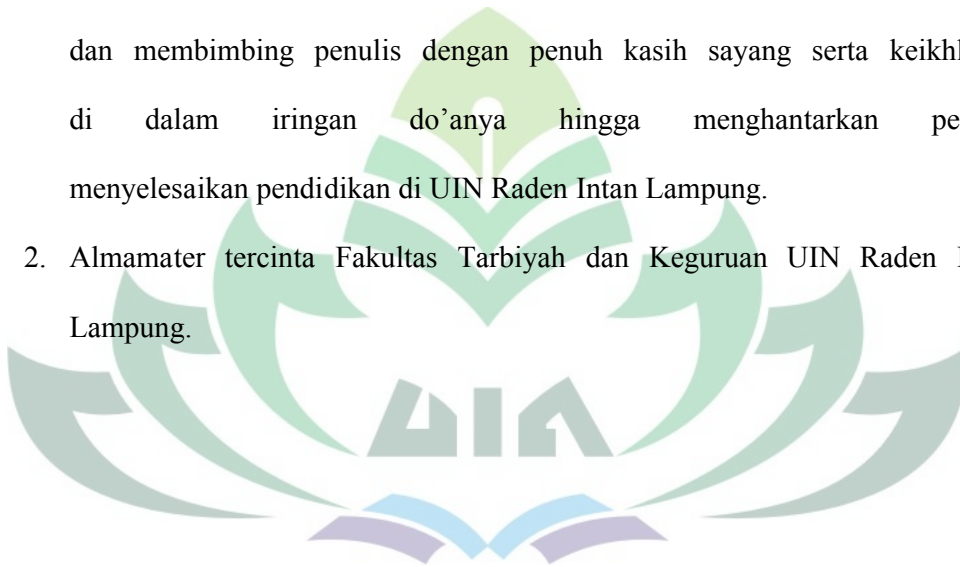 dan membimbing penulis dengan penuh kasih sayang serta
di dalam iringan do’anya hingga menghantarkan
menyelesaikan pendidikan di UIN Raden Intan Lampung.
2. Almamater tercinta Fakultas Tarbiyah dan Keguruan UIN Raden
Lampung.
UIN